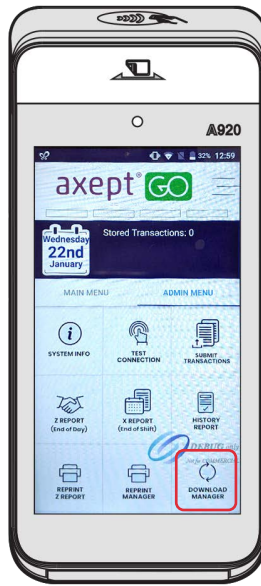 A920
32% 12:59
axept® GO
Wednesday
22nd
January
Stored Transactions: 0
MAIN MENU
ADMIN MENU
SYSTEM INFO
TEST
CONNECTION
SUBMIT
TRANSACTIONS
Z REPORT
(End of Day)
X REPORT
(End of Shift)
HISTORY
REPORT
DEBUG only
REPRINT
Z REPORT
REPRINT
MANAGER
DOWNLOAD
MANAGER